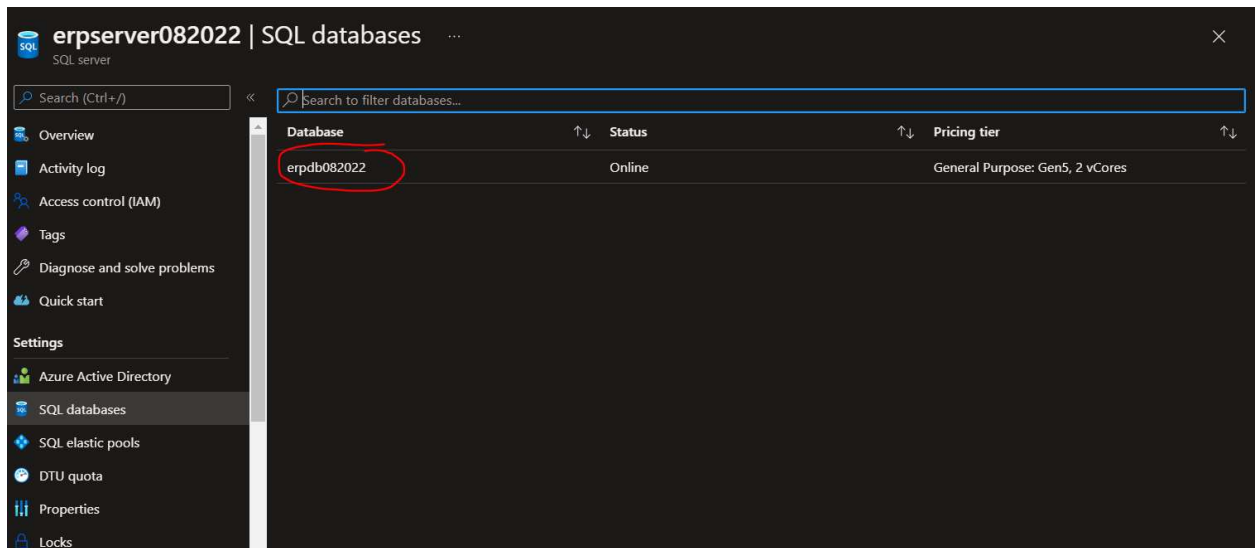 erpserver082022 | SQL databases ...
SQL server
Search (Ctrl+/)
«
Search to filter databases...
Database
Status
Pricing tier
erpdb082022
Online
General Purpose: Gen5, 2 vCores
Overview
Activity log
Access control (IAM)
Tags
Diagnose and solve problems
Quick start
Settings
Azure Active Directory
SQL databases
SQL elastic pools
DTU quota
Properties
Locks
SQL